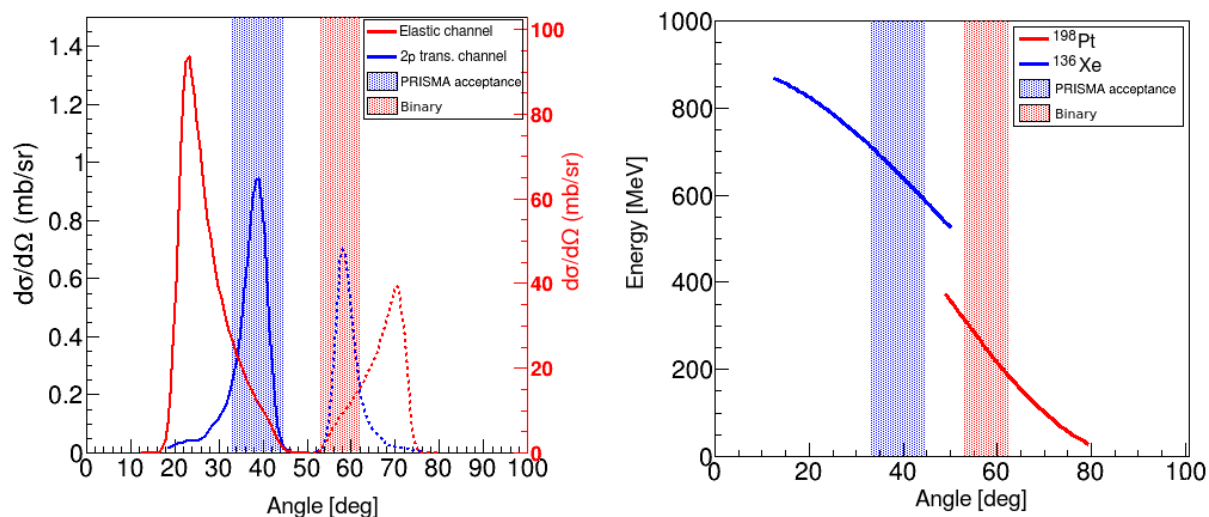 dσ/dΩ (mb/sr)
1.4
1.2
1
0.8
0.6
0.4
0.2
0
0 10 20 30 40 50 60 70 80 90 100
Angle [deg]
Elastic channel
2p trans. channel
PRISMA acceptance
Binary
100
80
60
40
20
0
dσ/dΩ (mb/sr)
Energy [MeV]
1000
800
600
400
200
0
0 20 40 60 80 100
Angle [deg]
¹⁹⁸Pt
¹³⁶Xe
PRISMA acceptance
Binary